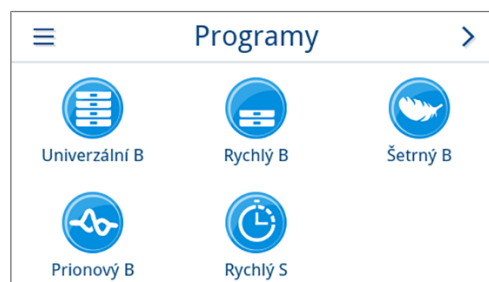 Programy
Univerzální B
Rychlý B
Šetrný B
Prionový B
Rychlý S